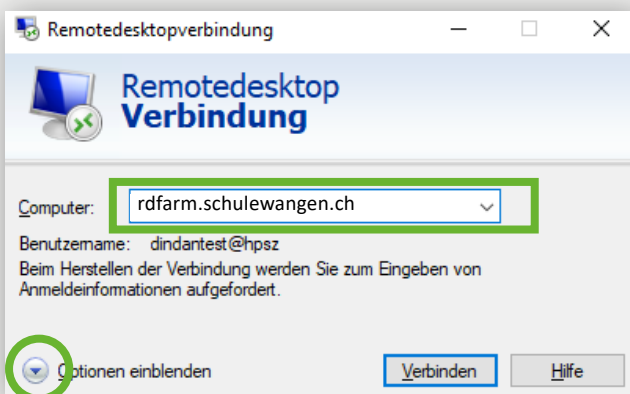 Remotedesktopverbindung
Remotedesktop
Verbindung
Computer: rdfarm.schulewangen.ch
Benutzername: dindantest@hpsz
Beim Herstellen der Verbindung werden Sie zum Eingeben von
Anmeldeinformationen aufgefordert.
Optionen einblenden Verbinden Hilfe